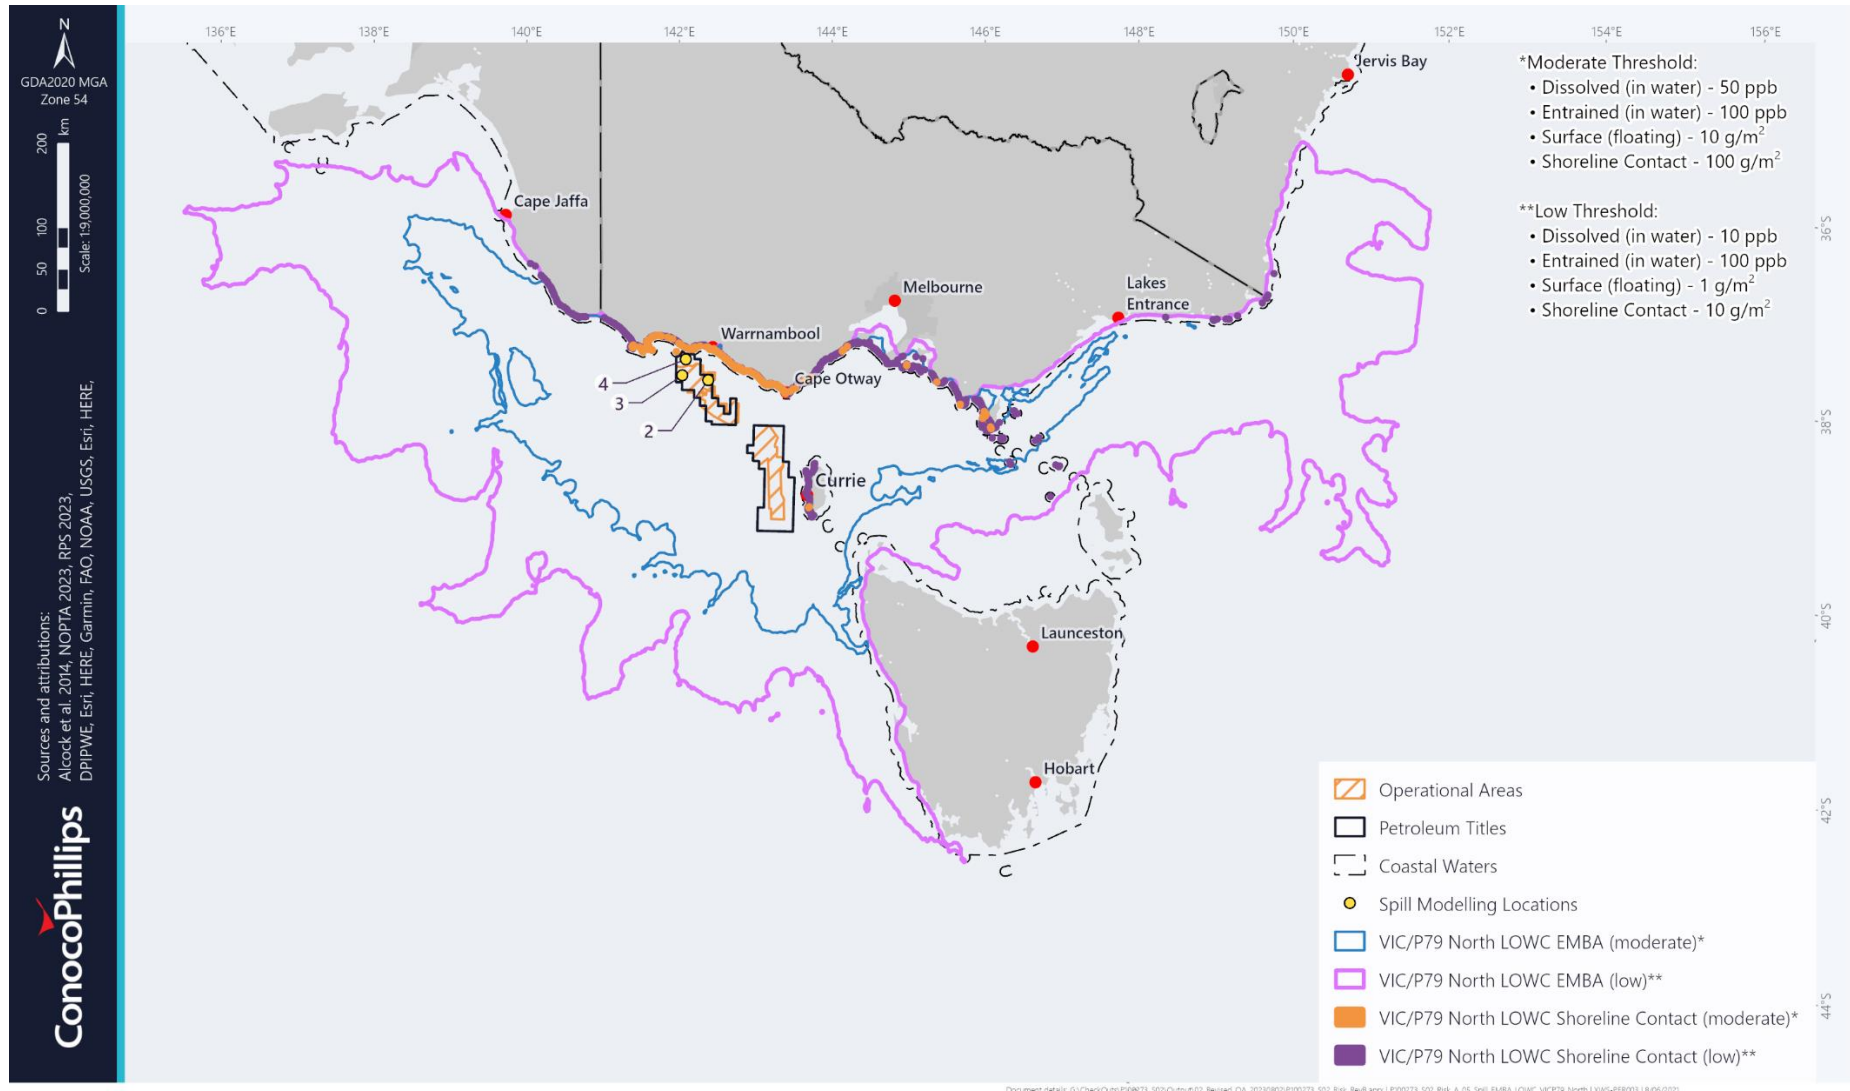 N
GDA2020 MGA
Zone 54
0 50 100 200
km
Scale: 1:9,000,000
Sources and attributions:
Alcock et al. 2014, NOPTA 2023, RPS 2023,
DPIPWE, Esri, HERE, Garmin, FAO, NOAA, USGS, Esri, HERE,
ConocoPhillips
136°E 138°E 140°E 142°E 144°E 146°E 148°E 150°E 152°E 154°E 156°E
Jervis Bay
*Moderate Threshold:
• Dissolved (in water) - 50 ppb
• Entrained (in water) - 100 ppb
• Surface (floating) - 10 g/m²
• Shoreline Contact - 100 g/m²
**Low Threshold:
• Dissolved (in water) - 10 ppb
• Entrained (in water) - 100 ppb
• Surface (floating) - 1 g/m²
• Shoreline Contact - 10 g/m²
36°S
38°S
40°S
42°S
44°S
Cape Jaffa
Melbourne
Lakes
Entrance
Warrnambool
Cape Otway
4
3
2
Currie
Launceston
Hobart
Operational Areas
Petroleum Titles
Coastal Waters
Spill Modelling Locations
VIC/P79 North LOWC EMBA (moderate)*
VIC/P79 North LOWC EMBA (low)**
VIC/P79 North LOWC Shoreline Contact (moderate)*
VIC/P79 North LOWC Shoreline Contact (low)**